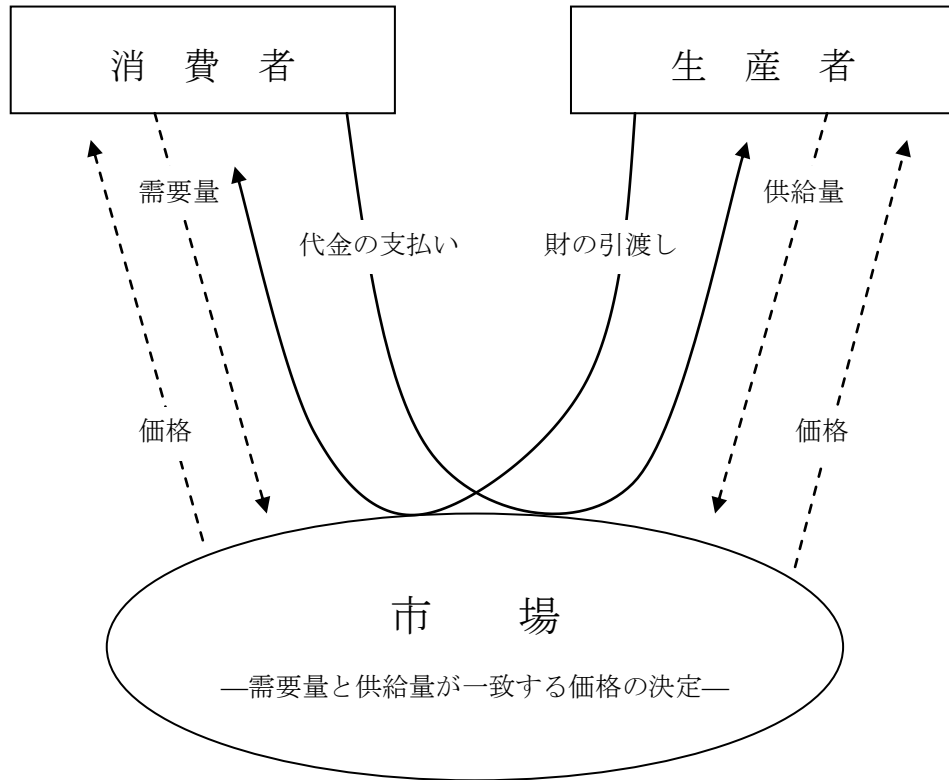 消　費　者
生　産　者
需要量
供給量
代金の支払い
財の引渡し
価格
価格
市　　場
―需要量と供給量が一致する価格の決定―